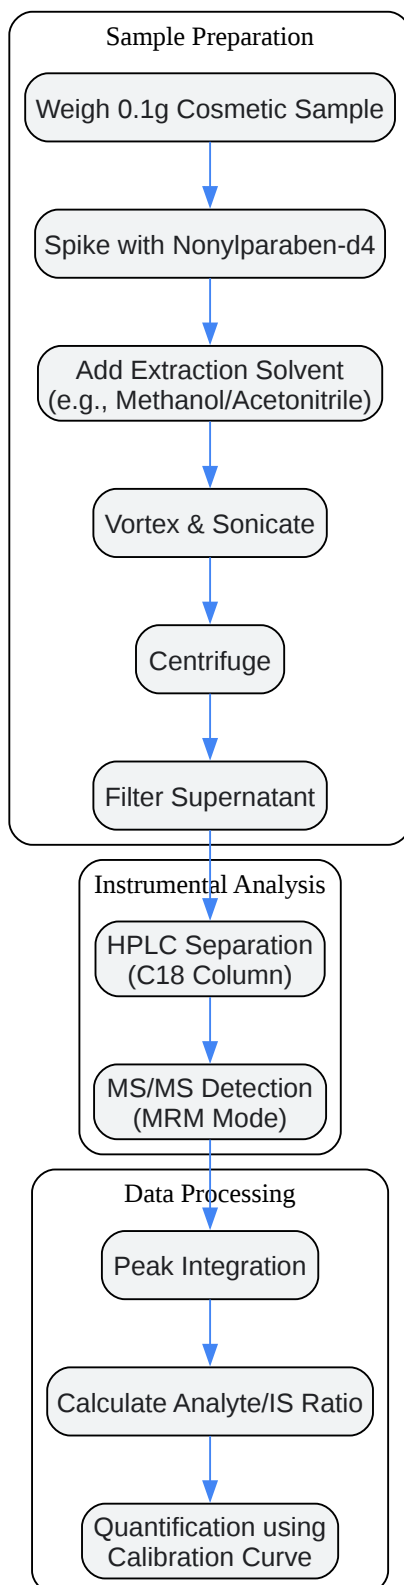 Sample Preparation
Weigh 0.1g Cosmetic Sample
Spike with Nonylparaben-d4
Add Extraction Solvent
(e.g., Methanol/Acetonitrile)
Vortex & Sonicate
Centrifuge
Filter Supernatant
Instrumental Analysis
HPLC Separation
(C18 Column)
MS/MS Detection
(MRM Mode)
Data Processing
Peak Integration
Calculate Analyte/IS Ratio
Quantification using
Calibration Curve